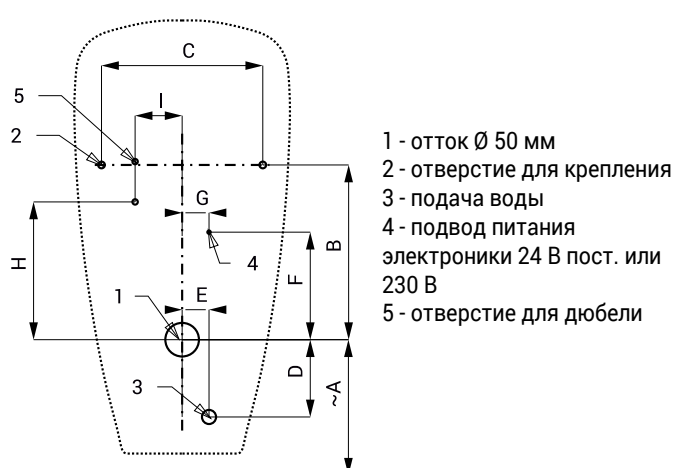 C
I
5
2
G
B
H
4
F
1
E
D
3
~A
1 - отток Ø 50 мм
2 - отверстие для крепления
3 - подача воды
4 - подвод питания
электроники 24 В пост. или
230 В
5 - отверстие для дюбели